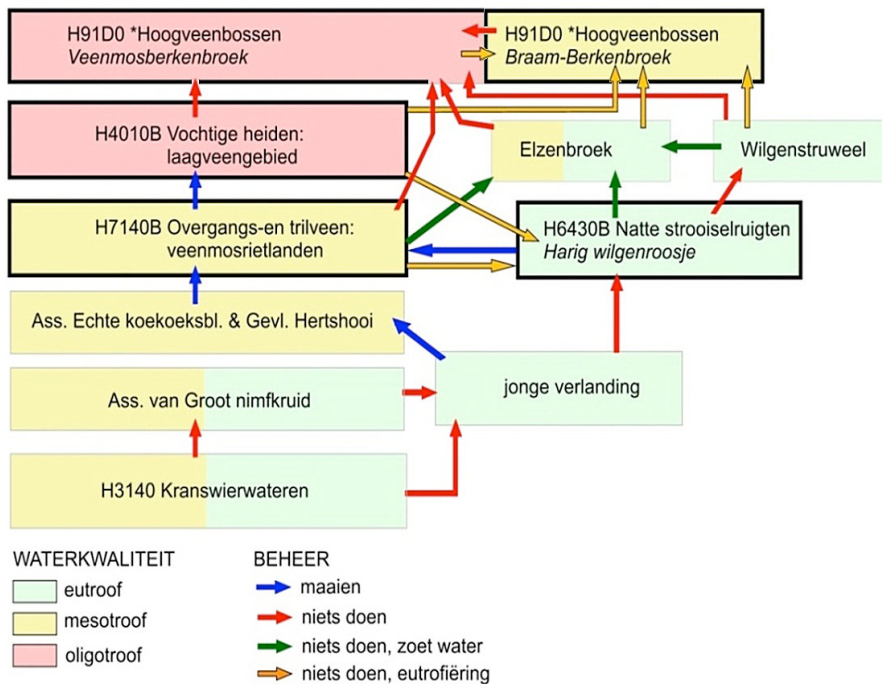 H91D0 *Hoogveenbossen
Veenmosberkenbroek
H91D0 *Hoogveenbossen
Braam-Berkenbroek
H4010B Vochtige heiden:
laagveengebied
Elzenbroek
Wilgenstruweel
H7140B Overgangs-en trilveen:
veenmosrietlanden
H6430B Natte strooiselruigten
Harig wilgenroosje
Ass. Echte koekoeksbl. & Gevl. Hertshooi
jonge verlanding
Ass. van Groot nimfkruid
H3140 Kranswierwateren
WATERKWALITEIT
eutroof
mesotroof
oligotroof
BEHEER
maaien
niets doen
niets doen, zoet water
niets doen, eutrofiëring